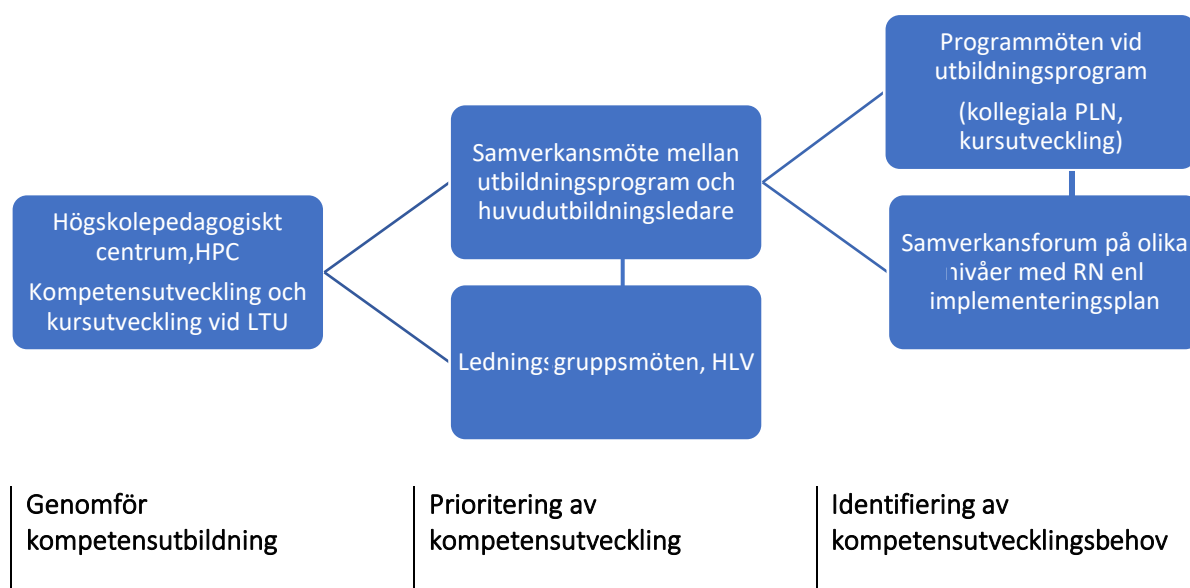 Högskolepedagogiskt
centrum,HPC
Kompetensutveckling och
kursutveckling vid LTU
Samverkansmöte mellan
utbildningsprogram och
huvudutbildningsledare
Ledningsgruppsmöten, HLV
Programmöten vid
utbildningsprogram
(kollegiala PLN,
kursutveckling)
Samverkansforum på olika
nivåer med RN enl
implementeringsplan
Genomför
kompetensutbildning
Prioritering av
kompetensutveckling
Identifiering av
kompetensutvecklingsbehov